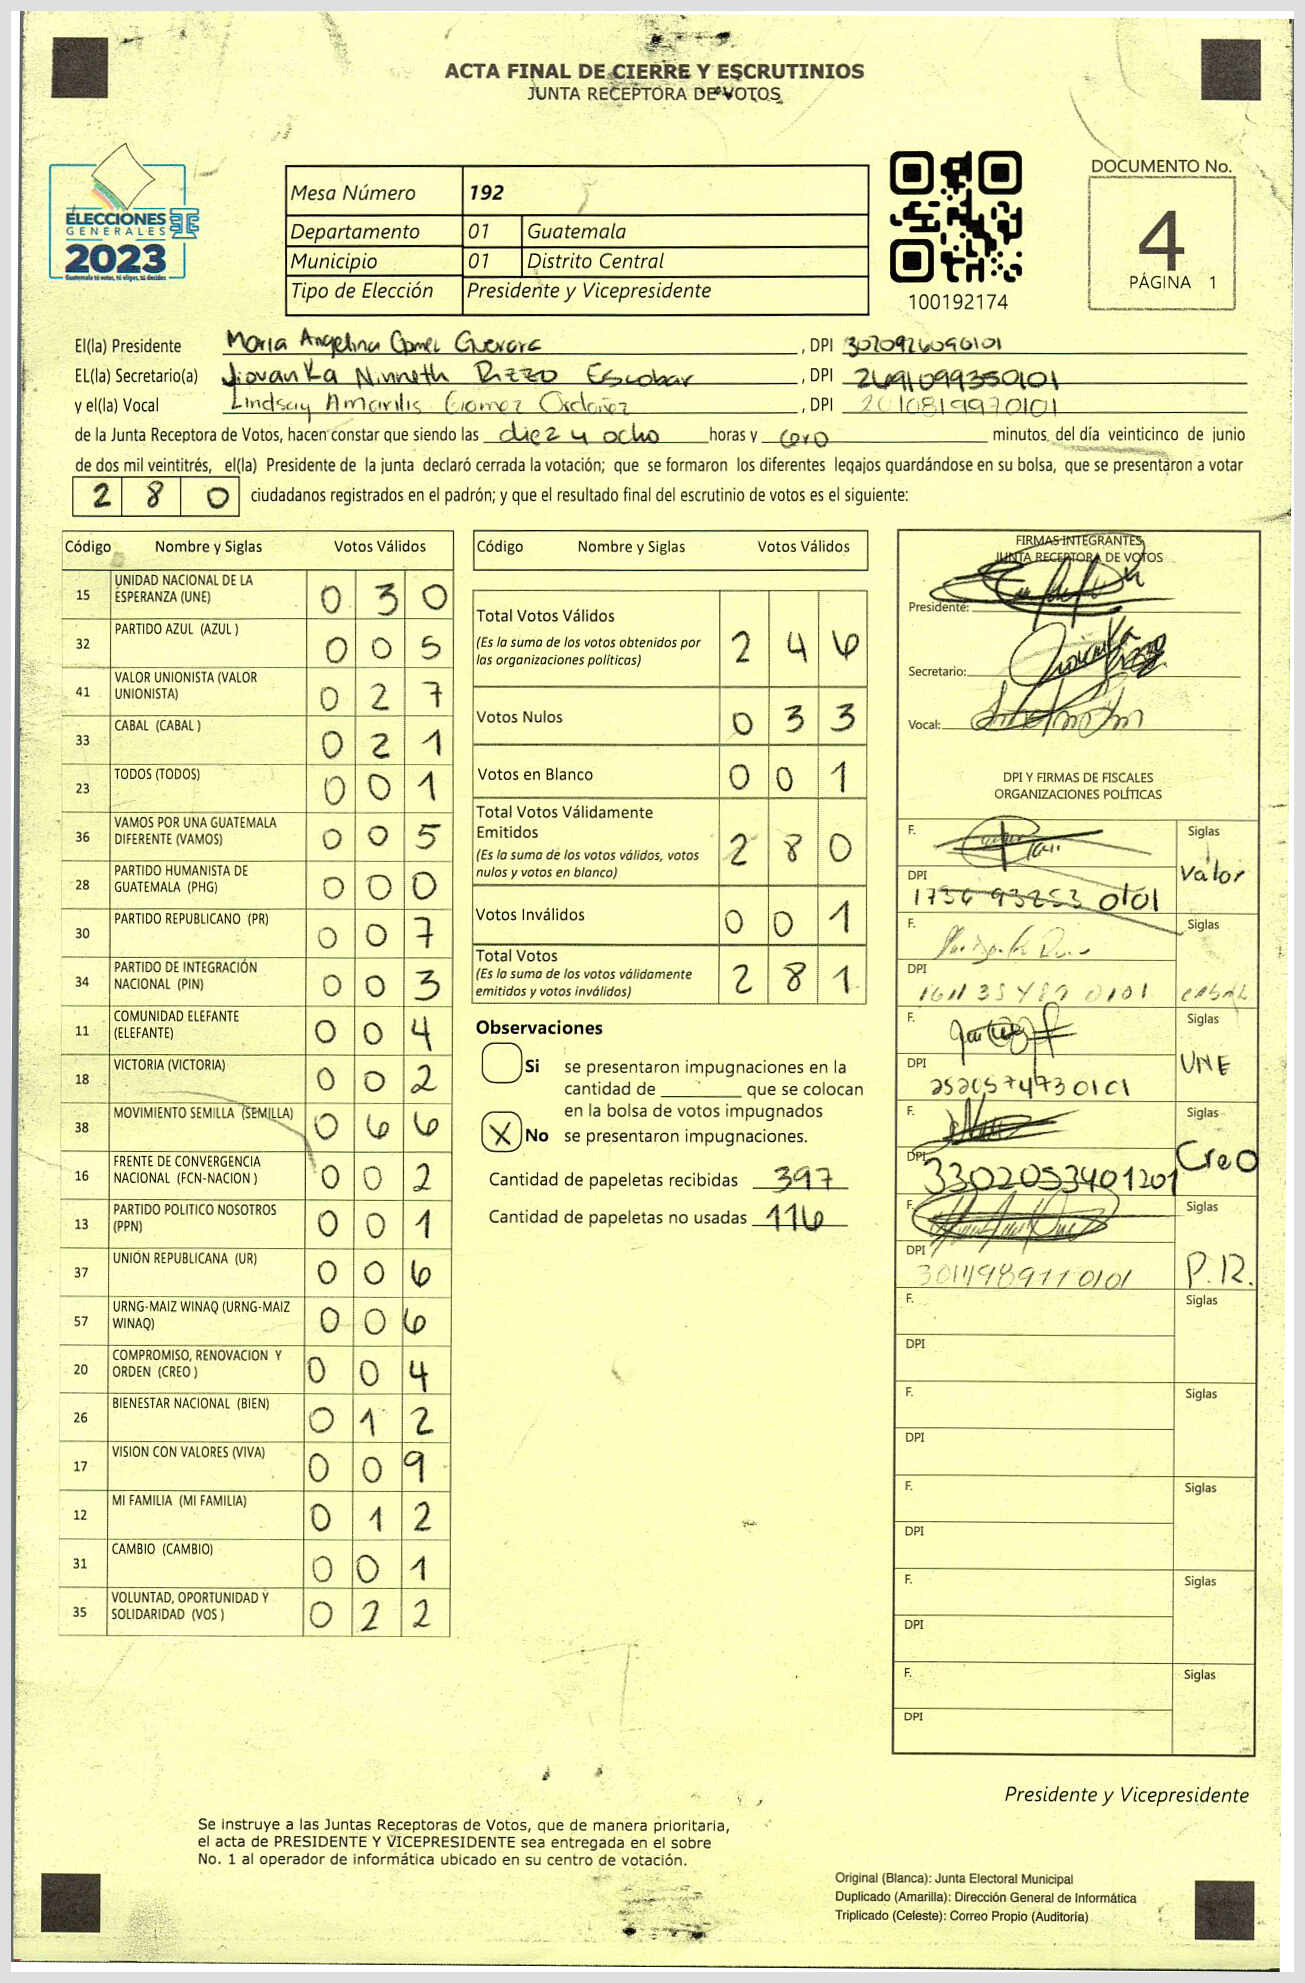 ACTA FINAL DE CIERRE Y ESCRUTINIOS
JUNTA RECEPTORA DE VOTOS
ELECCIONES
GENERALES
2023
Guatemala tú votas, tú eliges, tú decides
Mesa Número 192
Departamento 01 Guatemala
Municipio 01 Distrito Central
Tipo de Elección Presidente y Vicepresidente
100192174
DOCUMENTO No.
4
PÁGINA 1
El(la) Presidente Maria Angelina Gomez Guevara, DPI 3020926090101
EL(la) Secretario(a) Jiovanka Ninneth Rizzo Escobar, DPI 2691099350101
y el(la) Vocal Lindsay Amarilis Gomez Ordoñez, DPI 2010819970101
de la Junta Receptora de Votos, hacen constar que siendo las diez y ocho horas y cero minutos del día veinticinco de junio
de dos mil veintitrés, el(la) Presidente de la junta declaró cerrada la votación; que se formaron los diferentes legajos guardándose en su bolsa, que se presentaron a votar
2 8 0 ciudadanos registrados en el padrón; y que el resultado final del escrutinio de votos es el siguiente:
Código Nombre y Siglas Votos Válidos
15 UNIDAD NACIONAL DE LA ESPERANZA (UNE) 0 3 0
32 PARTIDO AZUL (AZUL ) 0 0 5
41 VALOR UNIONISTA (VALOR UNIONISTA) 0 2 7
33 CABAL (CABAL ) 0 2 1
23 TODOS (TODOS) 0 0 1
36 VAMOS POR UNA GUATEMALA DIFERENTE (VAMOS) 0 0 5
28 PARTIDO HUMANISTA DE GUATEMALA (PHG) 0 0 0
30 PARTIDO REPUBLICANO (PR) 0 0 7
34 PARTIDO DE INTEGRACIÓN NACIONAL (PIN) 0 0 3
11 COMUNIDAD ELEFANTE (ELEFANTE) 0 0 4
18 VICTORIA (VICTORIA) 0 0 2
38 MOVIMIENTO SEMILLA (SEMILLA) 0 6 6
16 FRENTE DE CONVERGENCIA NACIONAL (FCN-NACION ) 0 0 2
13 PARTIDO POLITICO NOSOTROS (PPN) 0 0 1
37 UNION REPUBLICANA (UR) 0 0 6
57 URNG-MAIZ WINAQ (URNG-MAIZ WINAQ) 0 0 6
20 COMPROMISO, RENOVACION Y ORDEN (CREO ) 0 0 4
26 BIENESTAR NACIONAL (BIEN) 0 1 2
17 VISION CON VALORES (VIVA) 0 0 9
12 MI FAMILIA (MI FAMILIA) 0 1 2
31 CAMBIO (CAMBIO) 0 0 1
35 VOLUNTAD, OPORTUNIDAD Y SOLIDARIDAD (VOS ) 0 2 2
Código Nombre y Siglas Votos Válidos
Total Votos Válidos 2 4 6
(Es la suma de los votos obtenidos por
las organizaciones políticas)
Votos Nulos 0 3 3
Votos en Blanco 0 0 1
Total Votos Válidamente
Emitidos 2 8 0
(Es la suma de los votos válidos, votos
nulos y votos en blanco)
Votos Inválidos 0 0 1
Total Votos 2 8 1
(Es la suma de los votos válidamente
emitidos y votos inválidos)
Observaciones
Si se presentaron impugnaciones en la
cantidad de ________ que se colocan
en la bolsa de votos impugnados
X No se presentaron impugnaciones.
Cantidad de papeletas recibidas 397
Cantidad de papeletas no usadas 116
FIRMAS INTEGRANTES
JUNTA RECEPTORA DE VOTOS
Presidente:
Secretario:
Vocal:
DPI Y FIRMAS DE FISCALES
ORGANIZACIONES POLÍTICAS
F. Siglas
DPI 1736 93253 0101 Valor
F. Siglas
DPI cabal
F. Siglas
DPI 2520574730101 UNE
F. Siglas
DPI 3302053401201 Creo
F. Siglas
DPI P.R.
F. Siglas
DPI
F. Siglas
DPI
F. Siglas
DPI
F. Siglas
DPI
F. Siglas
DPI
Presidente y Vicepresidente
Se instruye a las Juntas Receptoras de Votos, que de manera prioritaria,
el acta de PRESIDENTE Y VICEPRESIDENTE sea entregada en el sobre
No. 1 al operador de informática ubicado en su centro de votación.
Original (Blanca): Junta Electoral Municipal
Duplicado (Amarilla): Dirección General de Informática
Triplicado (Celeste): Correo Propio (Auditoría)